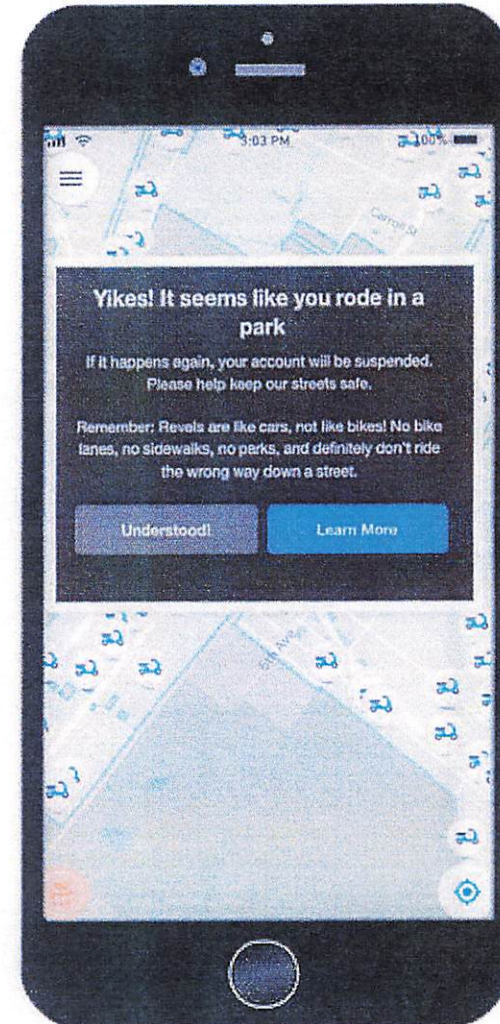 3:03 PM
100%
Carroll St
Yikes! It seems like you rode in a
park
If it happens again, your account will be suspended.
Please help keep our streets safe.
Remember: Revels are like cars, not like bikes! No bike
lanes, no sidewalks, no parks, and definitely don't ride
the wrong way down a street.
Understood!
Learn More
5th Ave